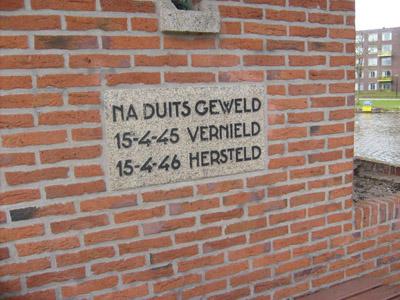 NA DUITS GEWELD
15-4-45 VERNIELD
15-4-46 HERSTELD